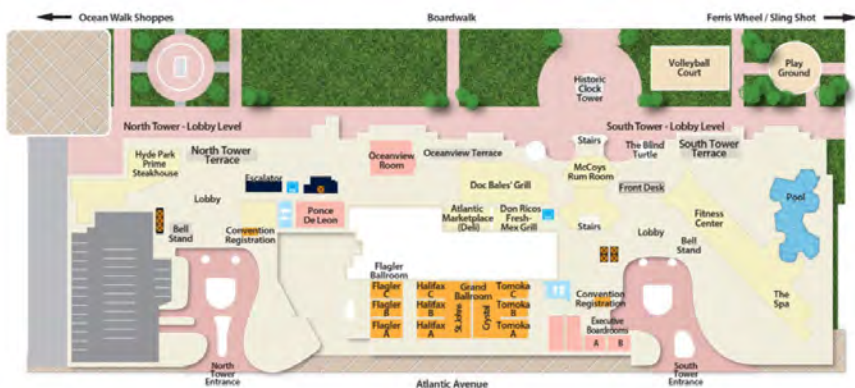 Ocean Walk Shoppes
Boardwalk
Ferris Wheel / Sling Shot
Volleyball
Court
Play
Ground
Historic
Clock
Tower
North Tower - Lobby Level
South Tower - Lobby Level
Hyde Park
Prime
Steakhouse
North Tower
Terrace
Oceanview
Room
Oceanview Terrace
Stairs
The Blind
Turtle
South Tower
Terrace
McCoys
Rum Room
Escalator
Doc Bales' Grill
Front Desk
Pool
Lobby
Ponce
De Leon
Atlantic
Marketplace
(Deli)
Don Ricos
Fresh-
Mex Grill
Fitness
Center
Bell
Stand
Convention
Registration
Stairs
Lobby
Bell
Stand
Flagler
Ballroom
Flagler
C
Halifax
C
Grand
Ballroom
Tomoka
C
Flagler
B
Halifax
B
St. Johns
Crystal
Tomoka
B
Flagler
A
Halifax
A
Tomoka
A
Convention
Registration
The
Spa
Executive
Boardrooms
A B
North
Tower
Entrance
South
Tower
Entrance
Atlantic Avenue